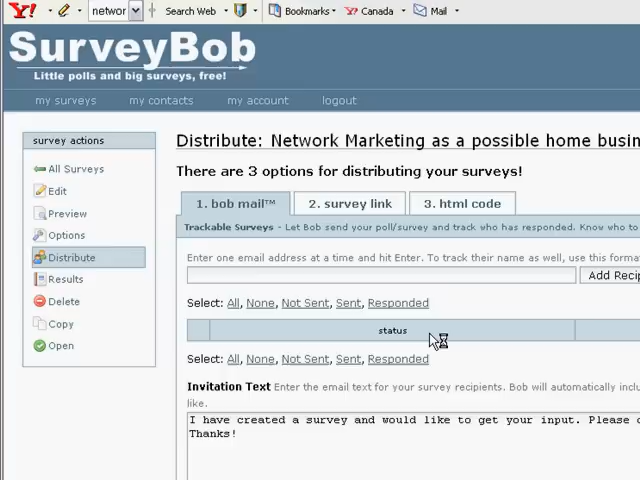 Y! networ Search Web Bookmarks Canada Mail
SurveyBob
Little polls and big surveys, free!
my surveys my contacts my account logout
survey actions
All Surveys
Edit
Preview
Options
Distribute
Results
Delete
Copy
Open
Distribute: Network Marketing as a possible home busin
There are 3 options for distributing your surveys!
1. bob mail™ 2. survey link 3. html code
Trackable Surveys - Let Bob send your poll/survey and track who has responded. Know who to
Enter one email address at a time and hit Enter. To track their name as well, use this forma
Add Recip
Select: All, None, Not Sent, Sent, Responded
status
Select: All, None, Not Sent, Sent, Responded
Invitation Text Enter the email text for your survey recipients. Bob will automatically inclu
like.
I have created a survey and would like to get your input. Please
Thanks!